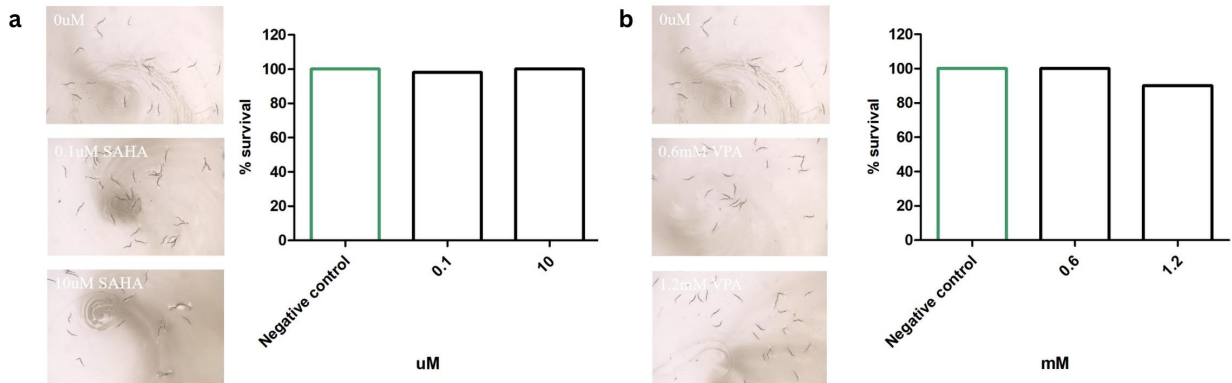 a
0uM
0.1uM SAHA
10uM SAHA
% survival
120
100
80
60
40
20
0
Negative control
0.1
10
uM
b
0uM
0.6mM VPA
1.2mM VPA
% survival
120
100
80
60
40
20
0
Negative control
0.6
1.2
mM